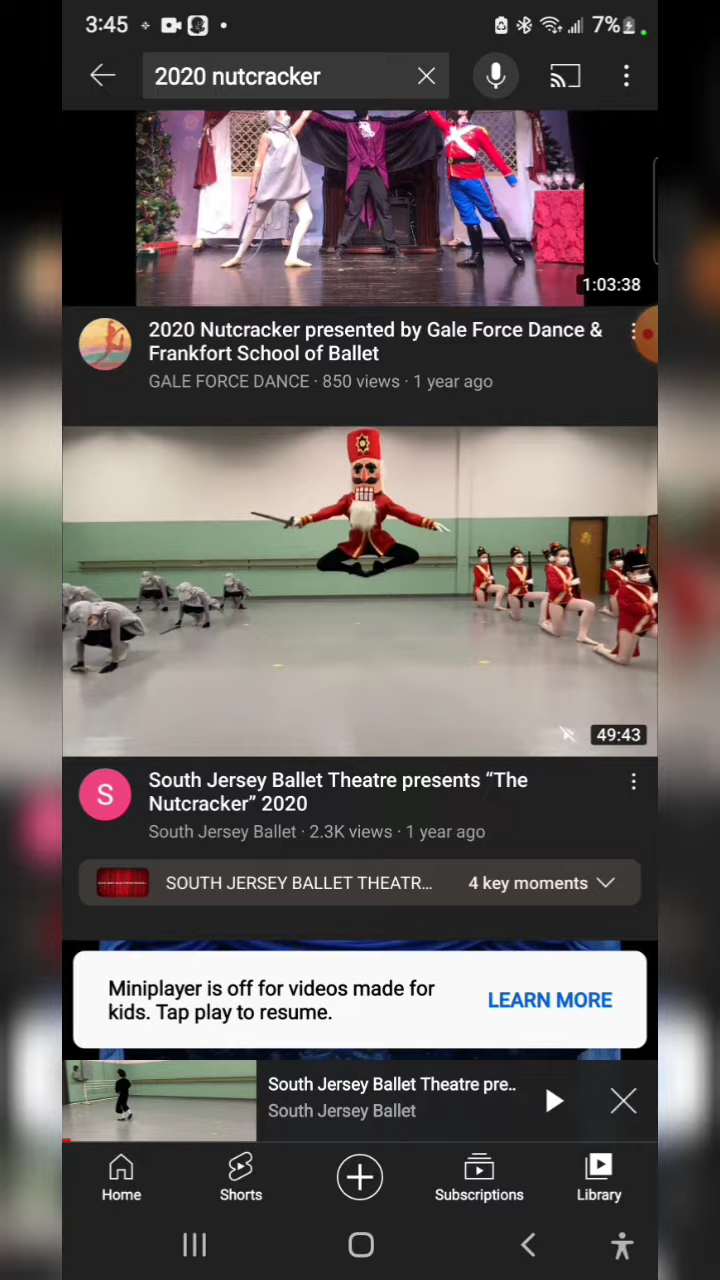 3:45
7%
2020 nutcracker
1:03:38
2020 Nutcracker presented by Gale Force Dance &
Frankfort School of Ballet
GALE FORCE DANCE · 850 views · 1 year ago
49:43
S
South Jersey Ballet Theatre presents “The
Nutcracker” 2020
South Jersey Ballet · 2.3K views · 1 year ago
SOUTH JERSEY BALLET THEATR...
4 key moments
Miniplayer is off for videos made for
kids. Tap play to resume.
LEARN MORE
South Jersey Ballet Theatre pre..
South Jersey Ballet
Home
Shorts
Subscriptions
Library